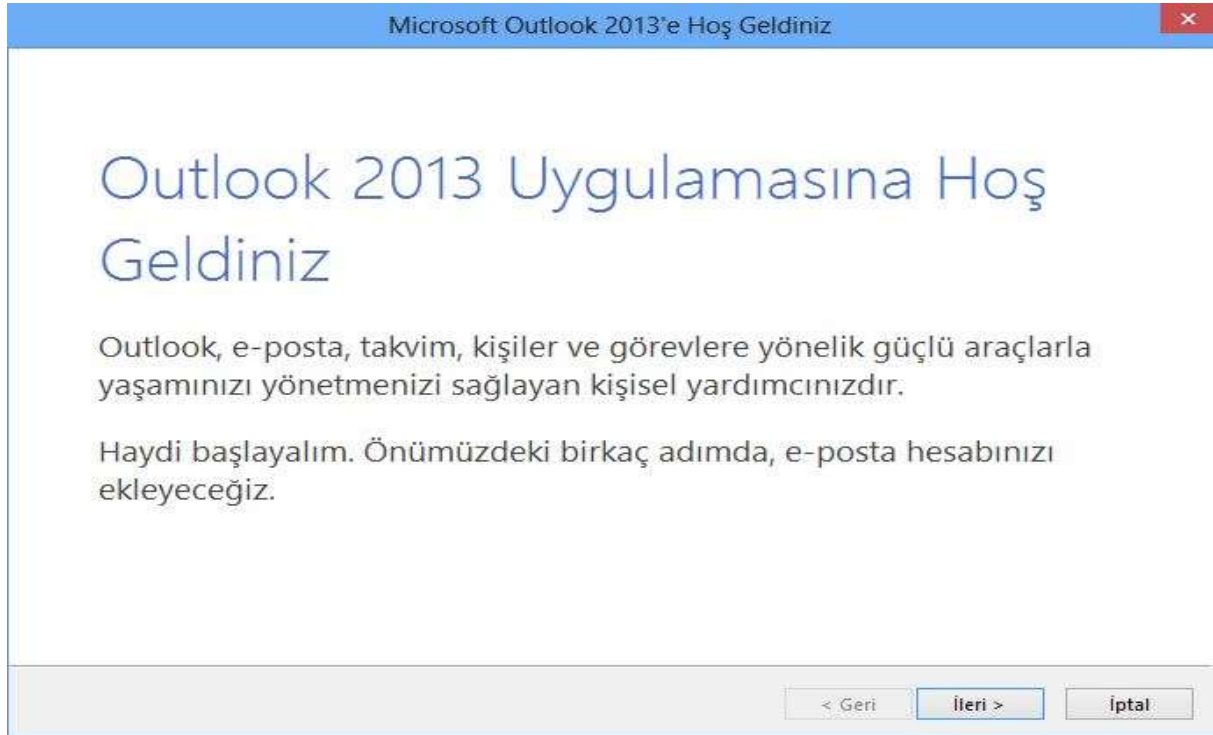 Microsoft Outlook 2013'e Hoş Geldiniz
Outlook 2013 Uygulamasına Hoş
Geldiniz
Outlook, e-posta, takvim, kişiler ve görevlere yönelik güçlü araçlarla
yaşamınızı yönetmenizi sağlayan kişisel yardımcınızdır.
Haydi başlayalım. Önümüzdeki birkaç adımda, e-posta hesabınızı
ekleyeceğiz.
< Geri İleri > İptal